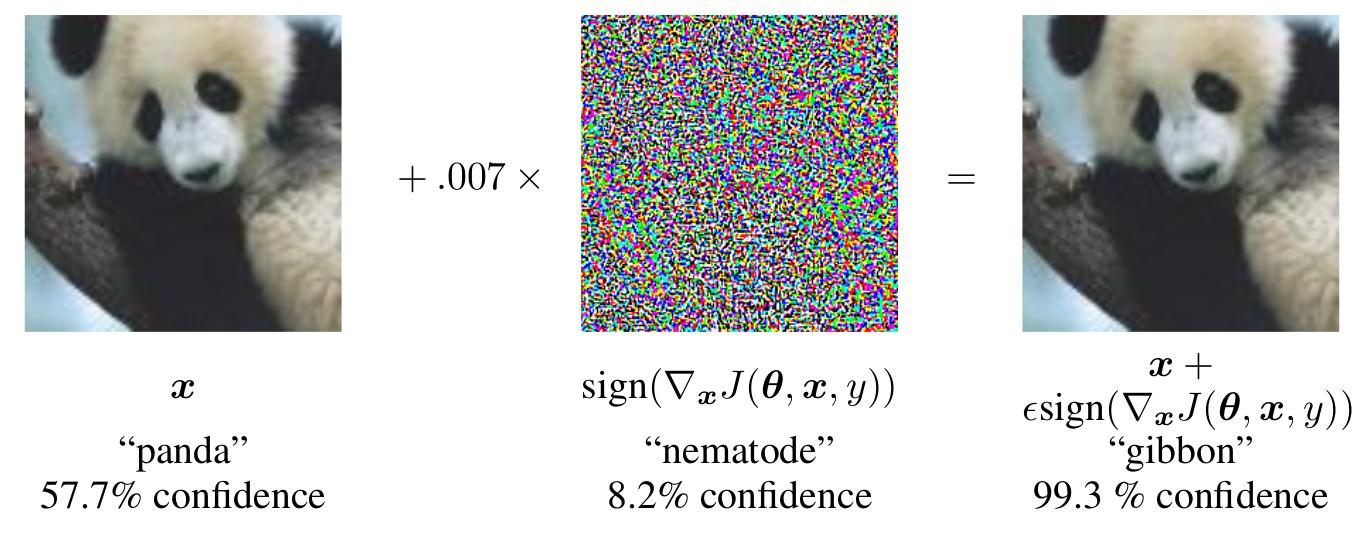 + .007 ×
=
x
sign(∇ₓJ(θ, x, y))
x +
ϵsign(∇ₓJ(θ, x, y))
“panda”
“nematode”
“gibbon”
57.7% confidence
8.2% confidence
99.3 % confidence